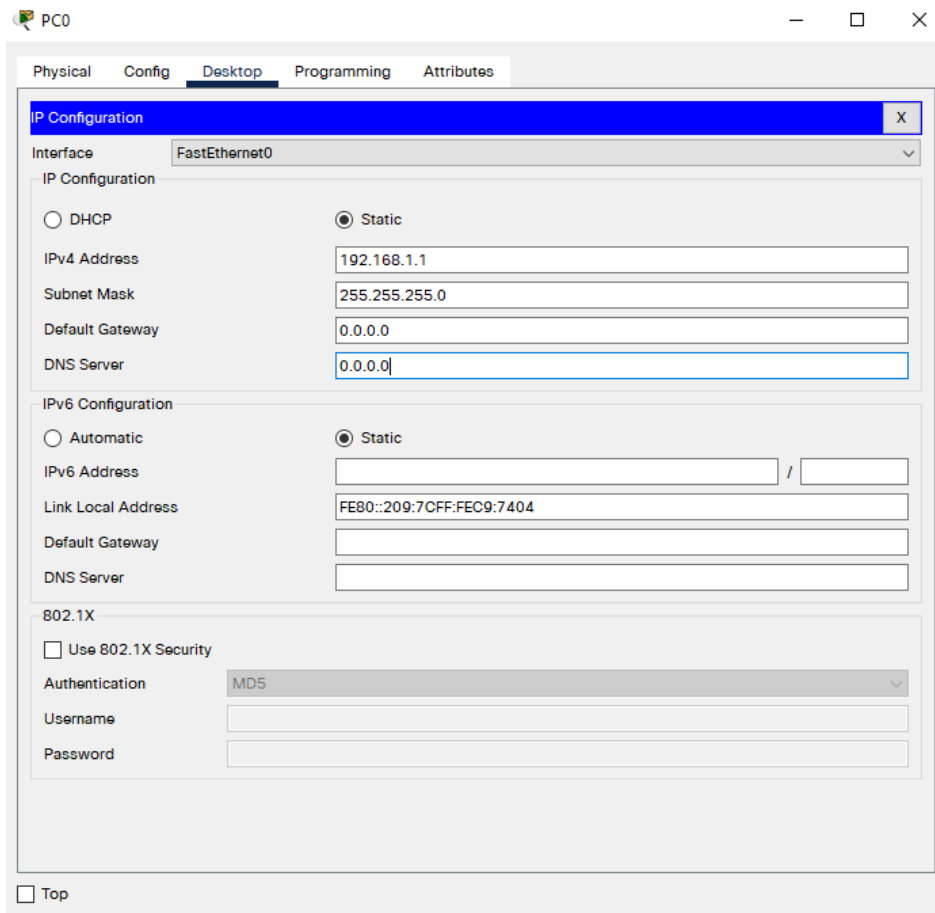 PC0
Physical Config Desktop Programming Attributes
IP Configuration X
Interface FastEthernet0
IP Configuration
DHCP Static
IPv4 Address 192.168.1.1
Subnet Mask 255.255.255.0
Default Gateway 0.0.0.0
DNS Server 0.0.0.0
IPv6 Configuration
Automatic Static
IPv6 Address /
Link Local Address FE80::209:7CFF:FEC9:7404
Default Gateway
DNS Server
802.1X
Use 802.1X Security
Authentication MD5
Username
Password
Top